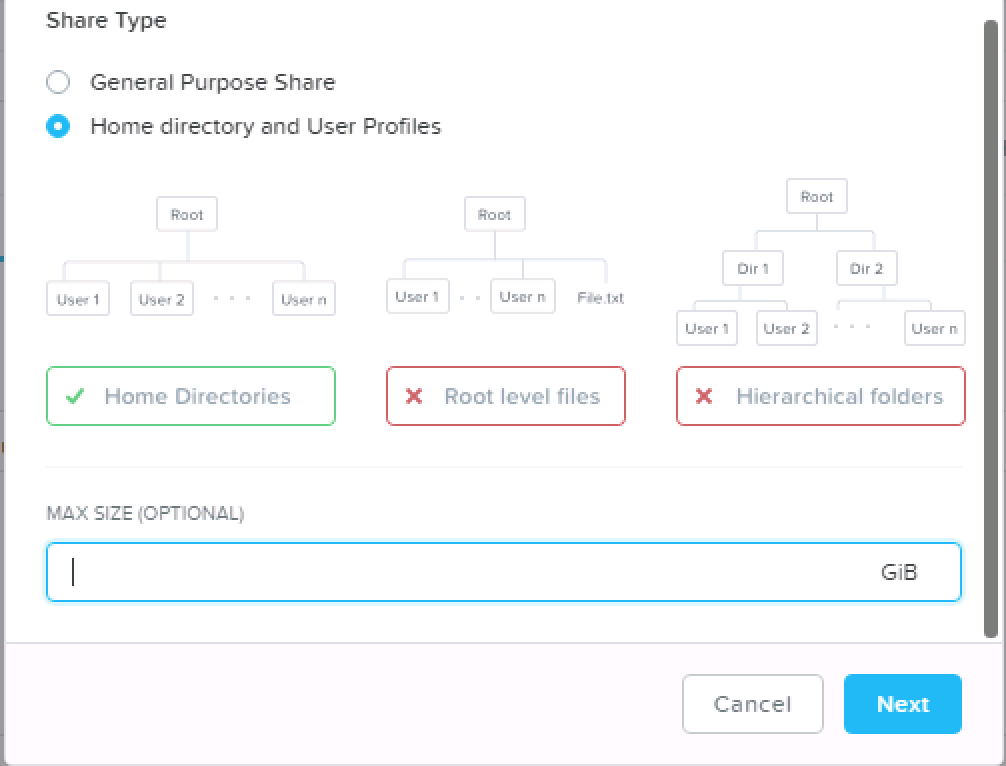 Share Type
General Purpose Share
Home directory and User Profiles
Root
User 1
User 2
User n
Home Directories
Root
User 1
User n
File.txt
Root level files
Root
Dir 1
Dir 2
User 1
User 2
User n
Hierarchical folders
MAX SIZE (OPTIONAL)
GiB
Cancel
Next